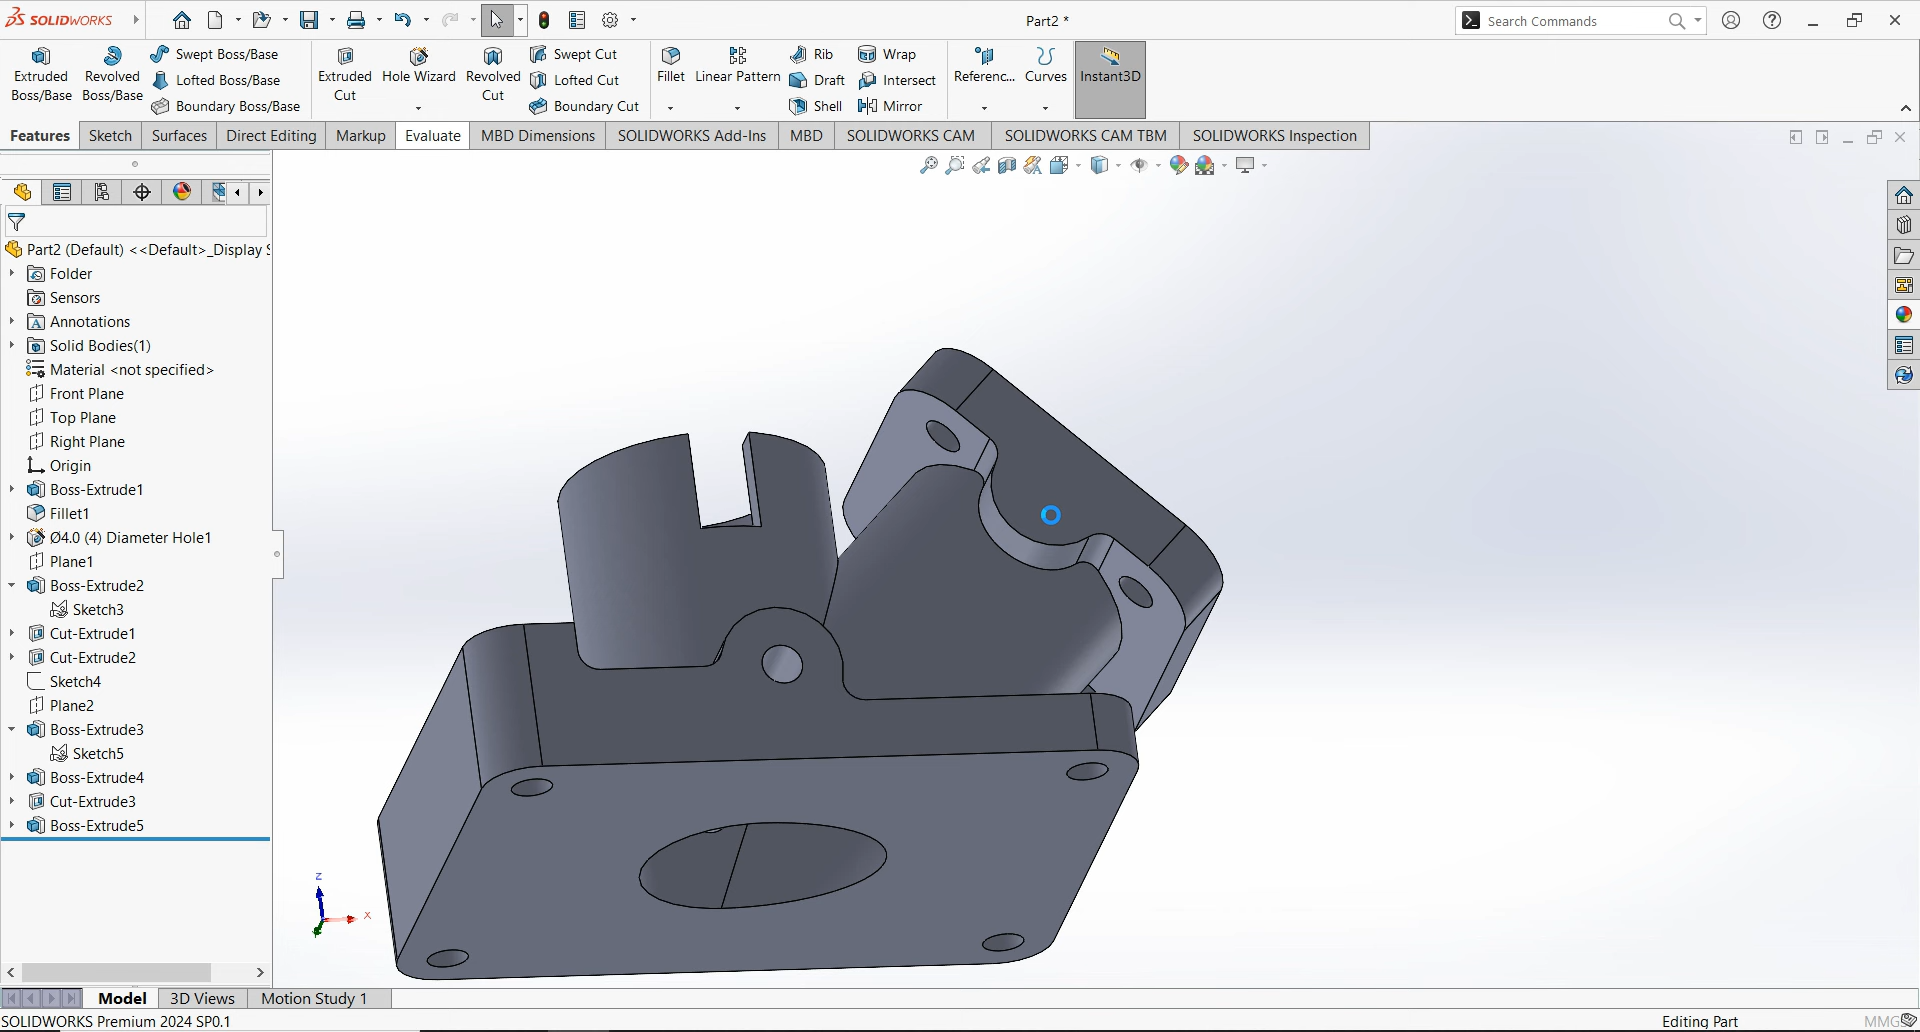 SOLIDWORKS
Part2 *
Search Commands
Extruded Boss/Base
Revolved Boss/Base
Swept Boss/Base
Lofted Boss/Base
Boundary Boss/Base
Extruded Cut
Hole Wizard
Revolved Cut
Swept Cut
Lofted Cut
Boundary Cut
Fillet
Linear Pattern
Rib
Draft
Shell
Wrap
Intersect
Mirror
Referenc...
Curves
Instant3D
Features
Sketch
Surfaces
Direct Editing
Markup
Evaluate
MBD Dimensions
SOLIDWORKS Add-Ins
MBD
SOLIDWORKS CAM
SOLIDWORKS CAM TBM
SOLIDWORKS Inspection
Part2 (Default) <<Default>_Display S
Folder
Sensors
Annotations
Solid Bodies(1)
Material <not specified>
Front Plane
Top Plane
Right Plane
Origin
Boss-Extrude1
Fillet1
Ø4.0 (4) Diameter Hole1
Plane1
Boss-Extrude2
Sketch3
Cut-Extrude1
Cut-Extrude2
Sketch4
Plane2
Boss-Extrude3
Sketch5
Boss-Extrude4
Cut-Extrude3
Boss-Extrude5
z
x
Model
3D Views
Motion Study 1
SOLIDWORKS Premium 2024 SP0.1
Editing Part